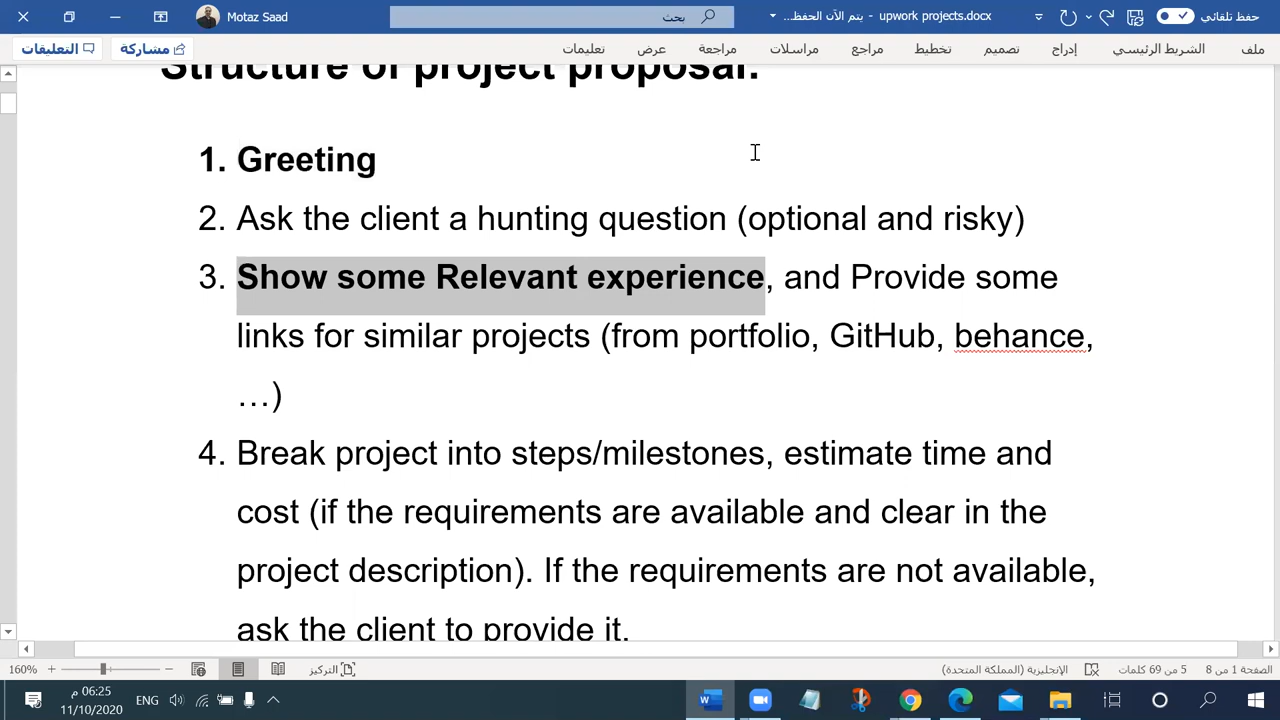 حفظ تلقائي
upwork projects.docx - يتم الآن الحفظ...
بحث
Motaz Saad
ملف
الشريط الرئيسي
إدراج
تصميم
تخطيط
مراجع
مراسلات
مراجعة
عرض
تعليمات
مشاركة
التعليقات
Structure of project proposal:
1. Greeting
2. Ask the client a hunting question (optional and risky)
3. Show some Relevant experience, and Provide some
links for similar projects (from portfolio, GitHub, behance,
…)
4. Break project into steps/milestones, estimate time and
cost (if the requirements are available and clear in the
project description). If the requirements are not available,
ask the client to provide it.
الصفحة 1 من 8
5 من 69 كلمات
الإنجليزية (المملكة المتحدة)
التركيز
160%
06:25 م
11/10/2020
ENG